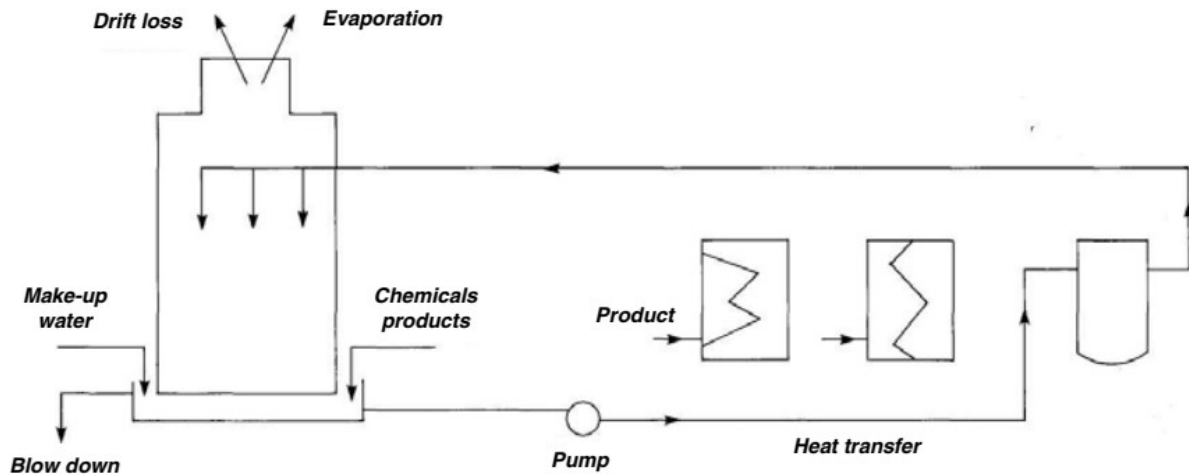 Drift loss
Evaporation
Make-up
water
Chemicals
products
Product
Blow down
Pump
Heat transfer